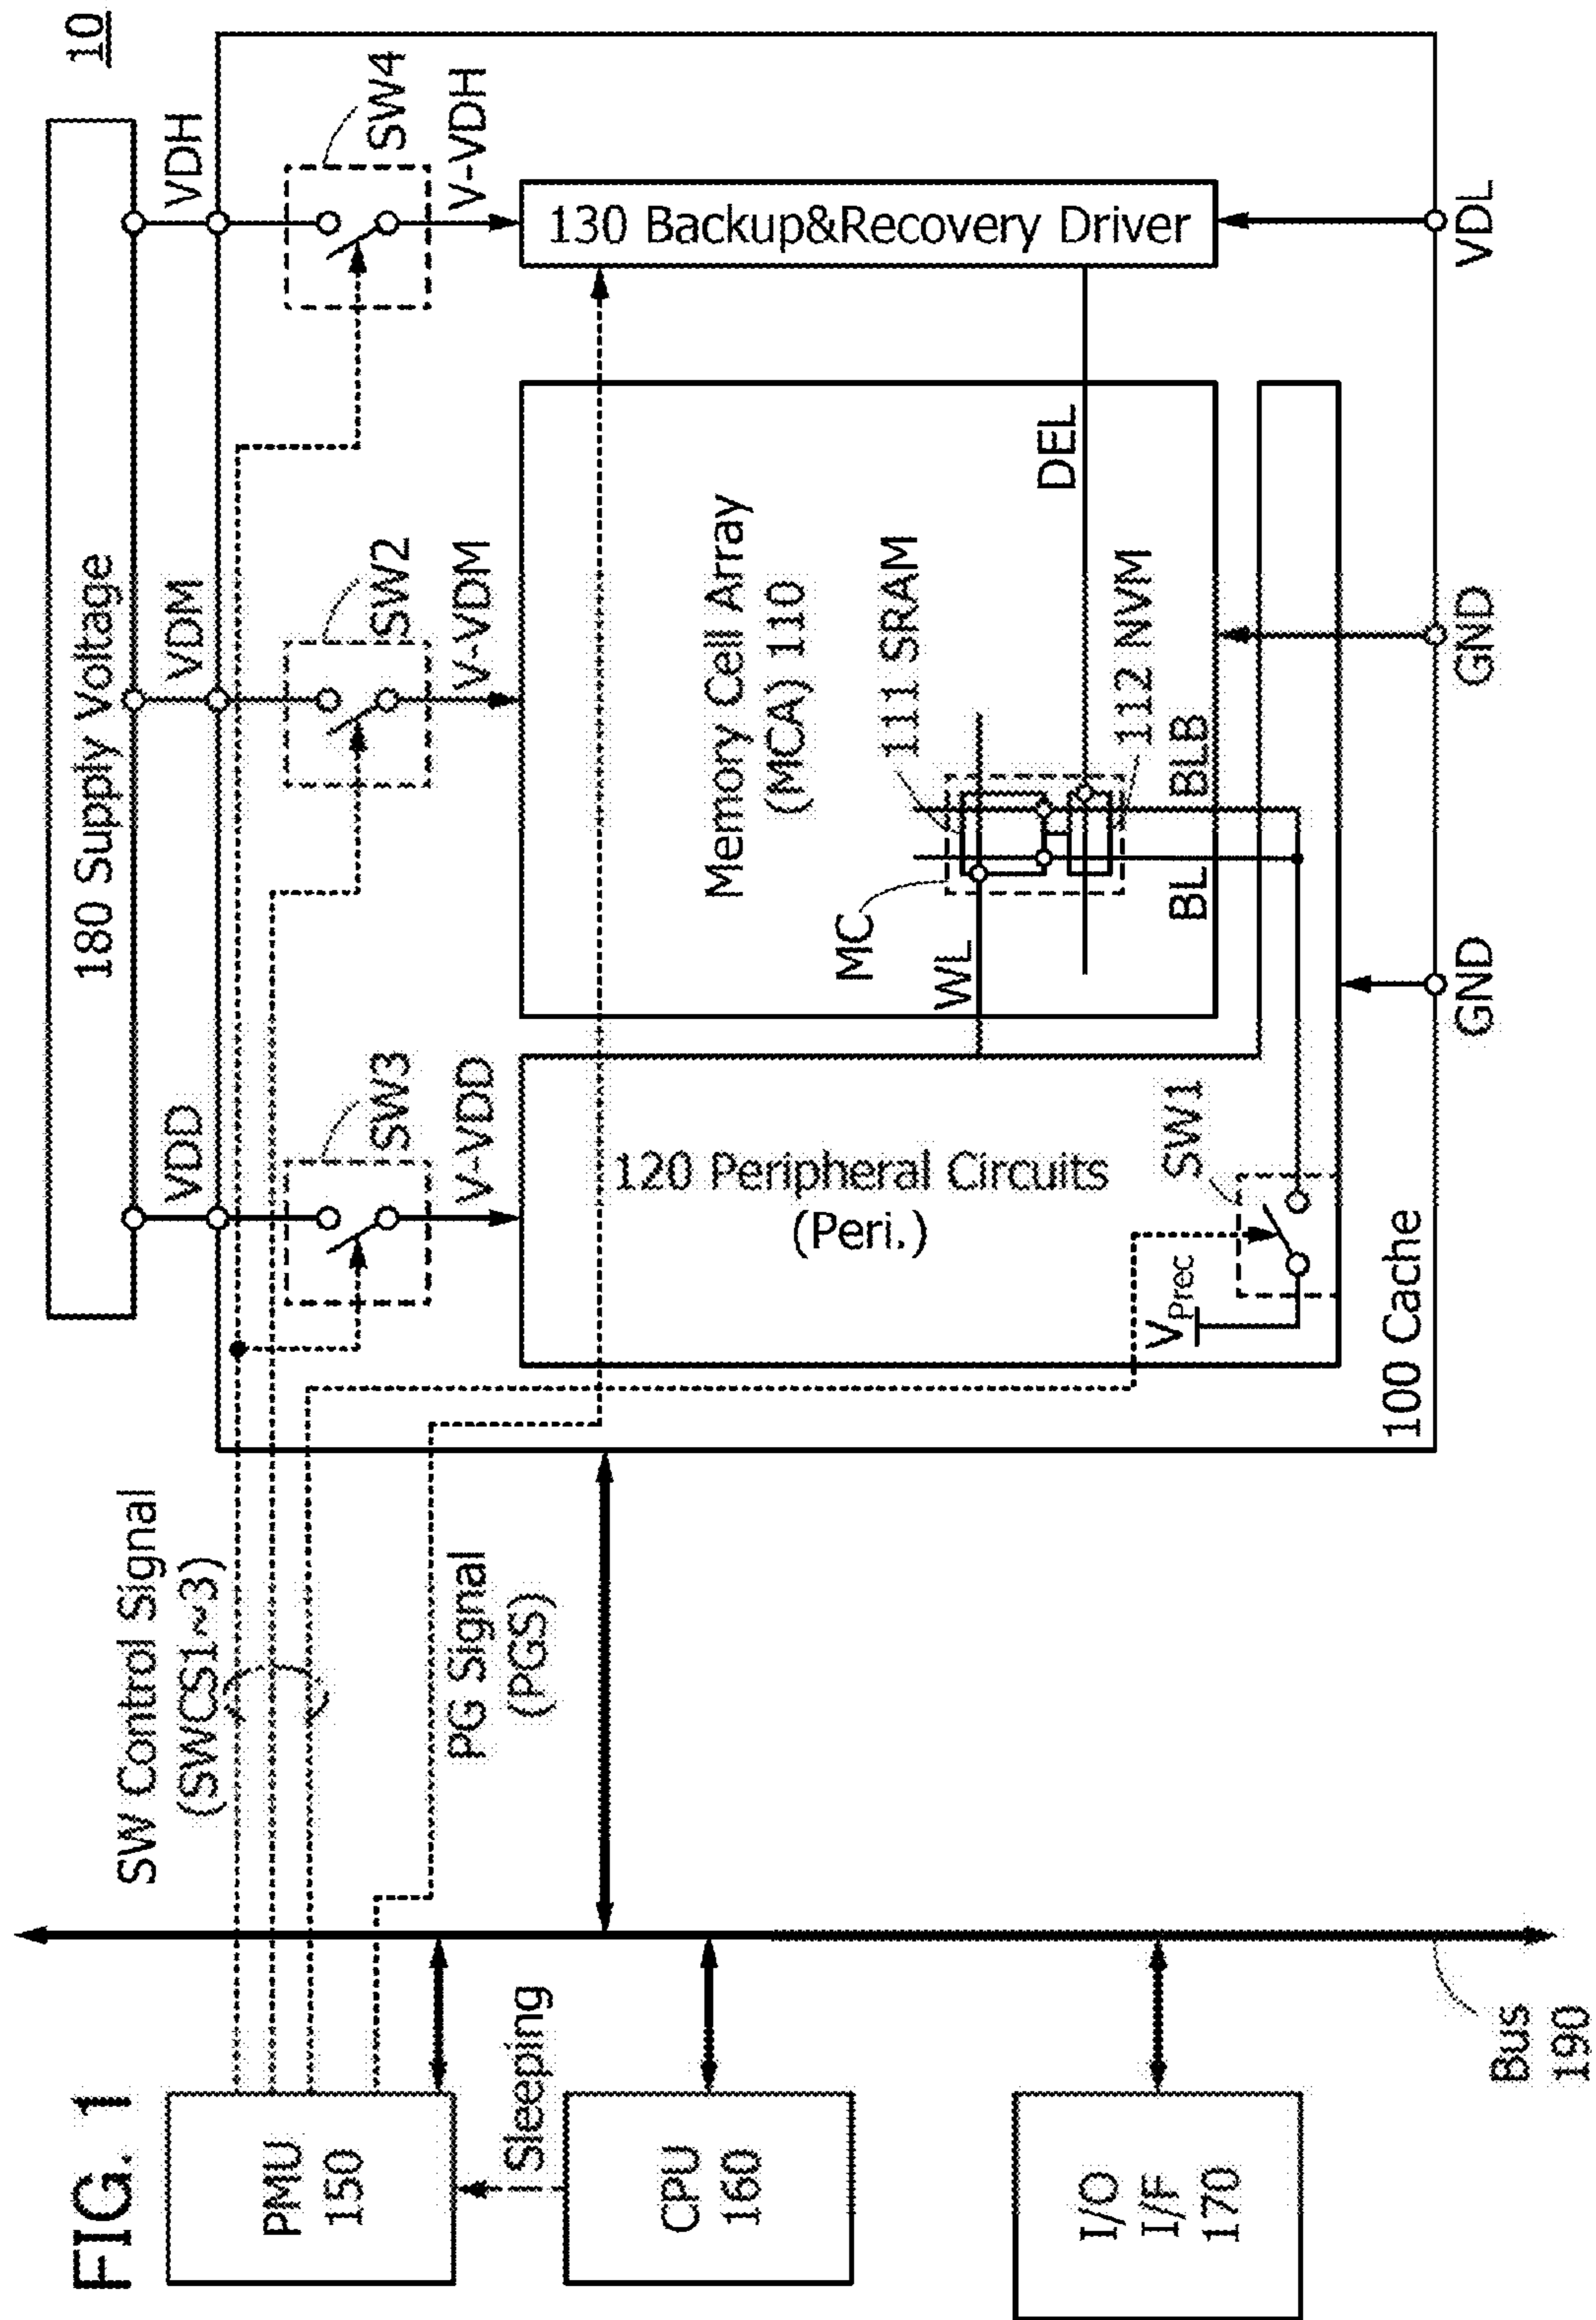 FIG. 1
10
180 Supply Voltage
VDD
VDM
VDH
SW Control Signal
(SWCS1~3)
SW3
SW2
SW4
V-VDD
V-VDM
V-VDH
PMU
150
PG Signal
(PGS)
Sleeping
CPU
160
I/O
I/F
170
Bus
190
120 Peripheral Circuits
(Peri.)
Memory Cell Array
(MCA) 110
130 Backup&Recovery Driver
111 SRAM
MC
WL
DEL
112 NVM
BL
BLB
SW1
VPrec
100 Cache
GND
GND
VDL